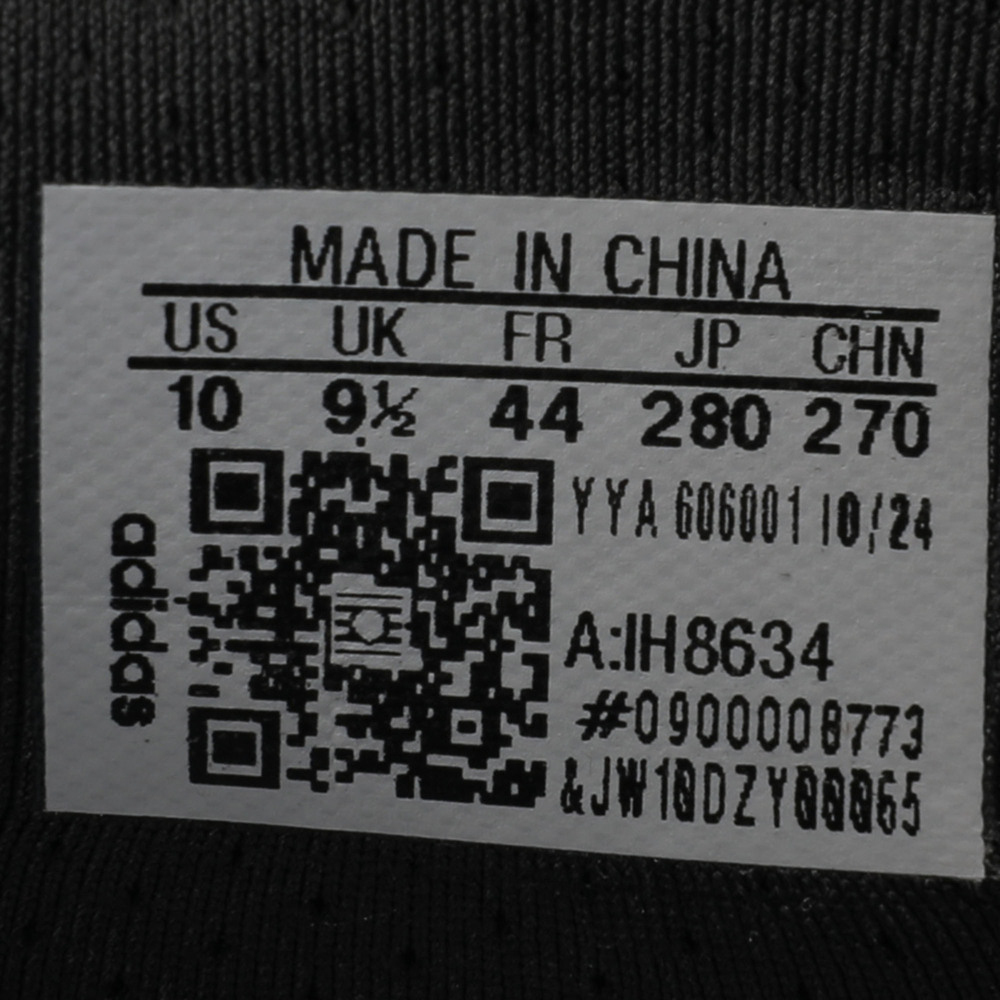 MADE IN CHINA
US UK FR JP CHN
10 9½ 44 280 270
adidas
YYA 606001 10/24
A:IH8634
#0900008773
&JW10DZY00065